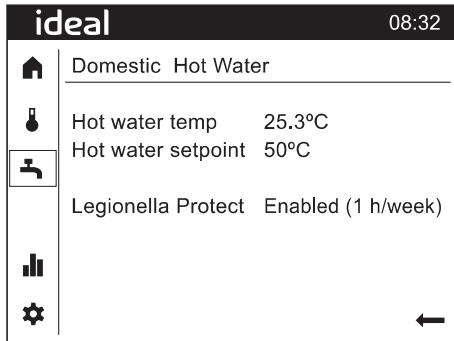 ideal 08:32
Domestic Hot Water
Hot water temp 25.3ºC
Hot water setpoint 50ºC
Legionella Protect Enabled (1 h/week)